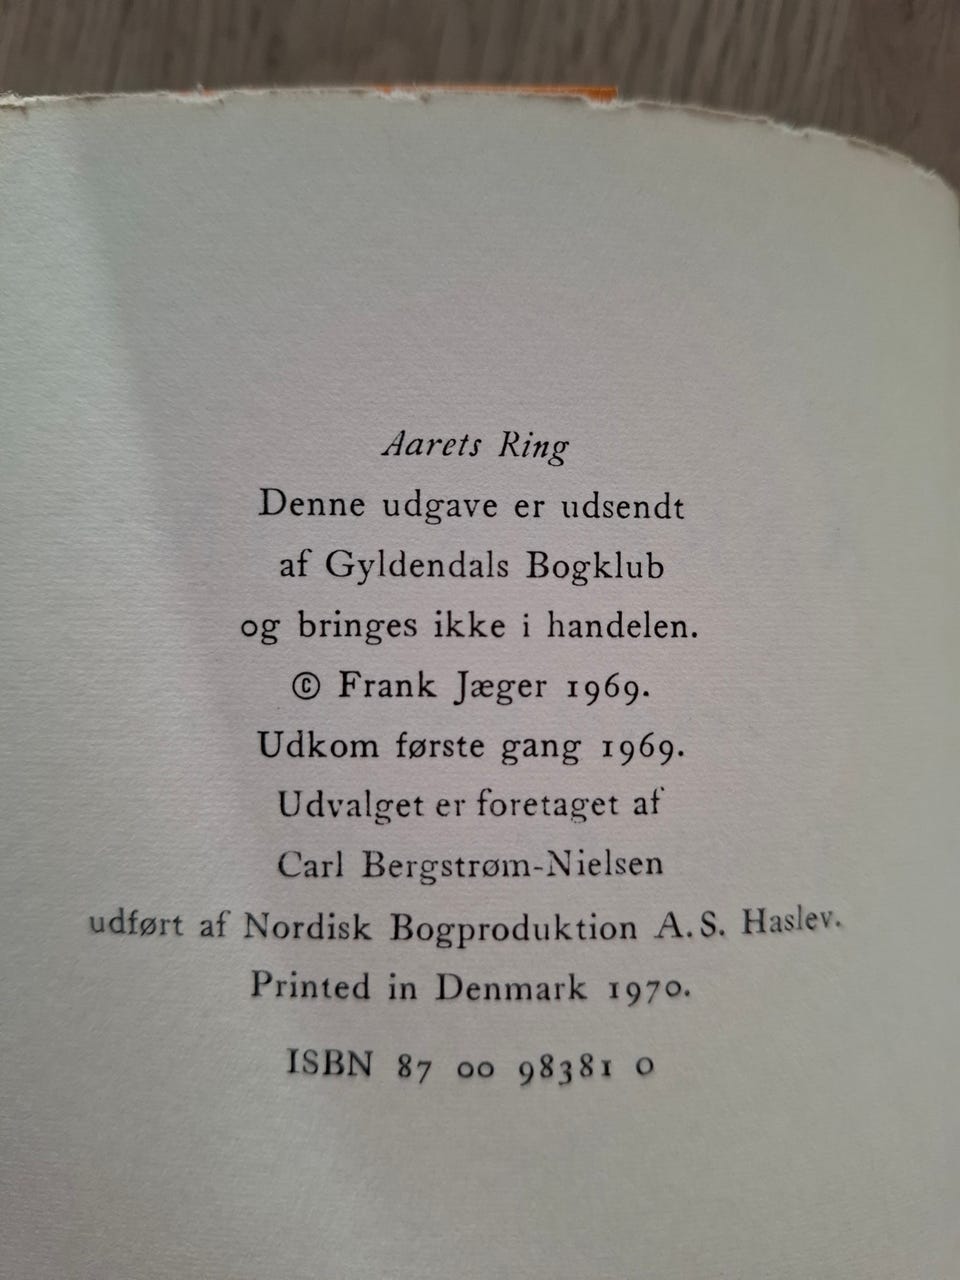 Aarets Ring
Denne udgave er udsendt
af Gyldendals Bogklub
og bringes ikke i handelen.
© Frank Jæger 1969.
Udkom første gang 1969.
Udvalget er foretaget af
Carl Bergstrøm-Nielsen
udført af Nordisk Bogproduktion A.S. Haslev.
Printed in Denmark 1970.
ISBN 87 00 98381 0